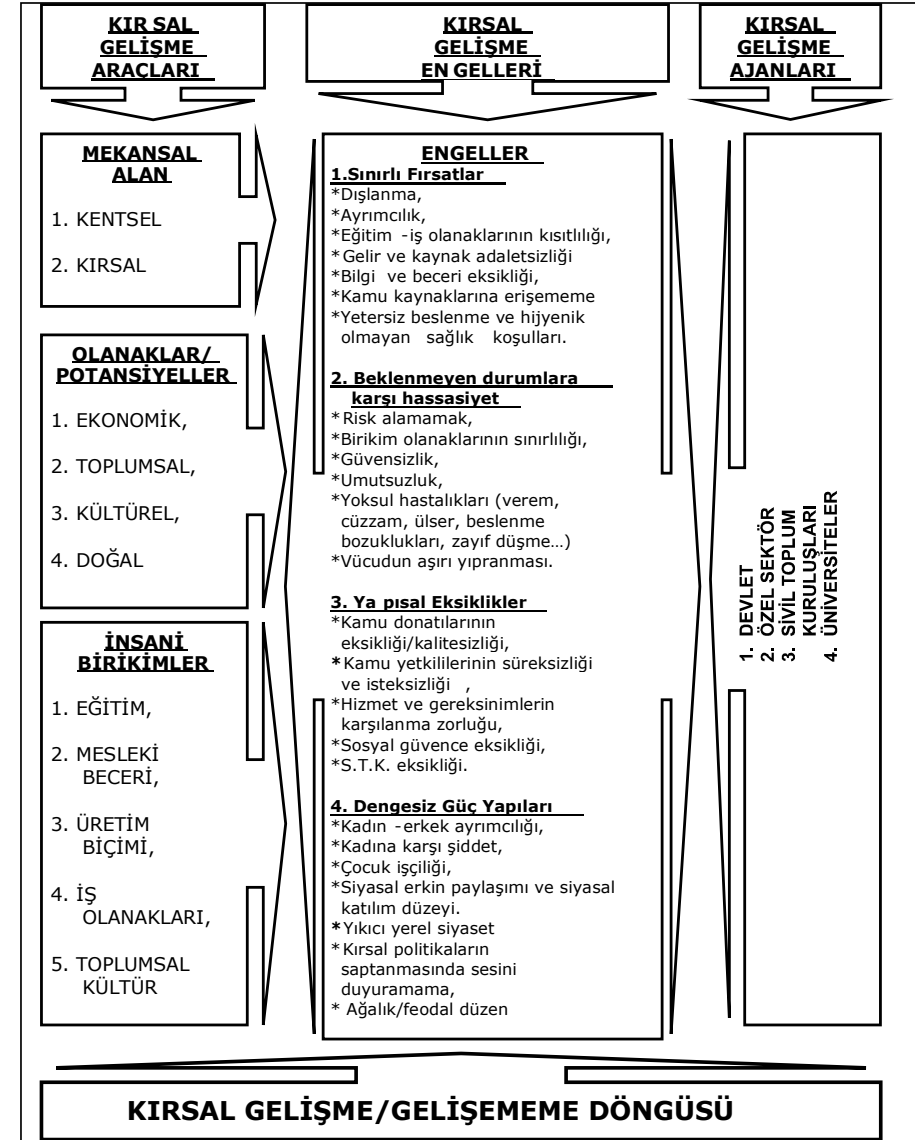 KIR SAL
GELİŞME
ARAÇLARI
KIRSAL
GELİŞME
EN GELLERİ
KIRSAL
GELİŞME
AJANLARI
MEKANSAL
ALAN
1. KENTSEL
2. KIRSAL
OLANAKLAR/
POTANSİYELLER
1. EKONOMİK,
2. TOPLUMSAL,
3. KÜLTÜREL,
4. DOĞAL
İNSANİ
BİRİKİMLER
1. EĞİTİM,
2. MESLEKİ
BECERİ,
3. ÜRETİM
BİÇİMİ,
4. İŞ
OLANAKLARI,
5. TOPLUMSAL
KÜLTÜR
ENGELLER
1.Sınırlı Fırsatlar
*Dışlanma,
*Ayrımcılık,
*Eğitim -iş olanaklarının kısıtlılığı,
*Gelir ve kaynak adaletsizliği
*Bilgi ve beceri eksikliği,
*Kamu kaynaklarına erişememe
*Yetersiz beslenme ve hijyenik
olmayan sağlık koşulları.
2. Beklenmeyen durumlara
karşı hassasiyet
*Risk alamamak,
*Birikim olanaklarının sınırlılığı,
*Güvensizlik,
*Umutsuzluk,
*Yoksul hastalıkları (verem,
cüzzam, ülser, beslenme
bozuklukları, zayıf düşme…)
*Vücudun aşırı yıpranması.
3. Ya pısal Eksiklikler
*Kamu donatılarının
eksikliği/kalitesizliği,
*Kamu yetkililerinin süreksizliği
ve isteksizliği ,
*Hizmet ve gereksinimlerin
karşılanma zorluğu,
*Sosyal güvence eksikliği,
*S.T.K. eksikliği.
4. Dengesiz Güç Yapıları
*Kadın -erkek ayrımcılığı,
*Kadına karşı şiddet,
*Çocuk işçiliği,
*Siyasal erkin paylaşımı ve siyasal
katılım düzeyi.
*Yıkıcı yerel siyaset
*Kırsal politikaların
saptanmasında sesini
duyuramama,
* Ağalık/feodal düzen
1. DEVLET
2. ÖZEL SEKTÖR
3. SİVİL TOPLUM
KURULUŞLARI
4. ÜNİVERSİTELER
KIRSAL GELİŞME/GELİŞEMEME DÖNGÜSÜ